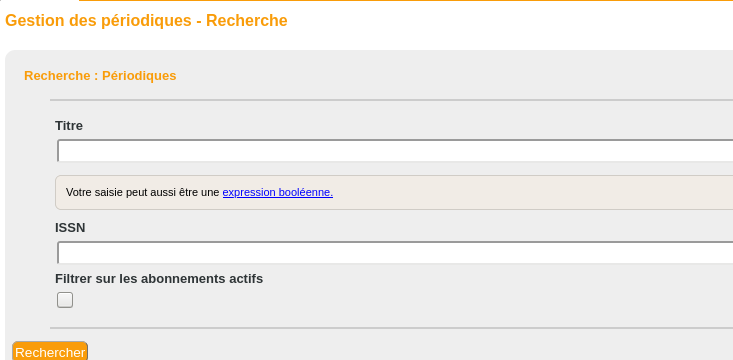 Gestion des périodiques - Recherche
Recherche : Périodiques
Titre
Votre saisie peut aussi être une expression booléenne.
ISSN
Filtrer sur les abonnements actifs
Rechercher